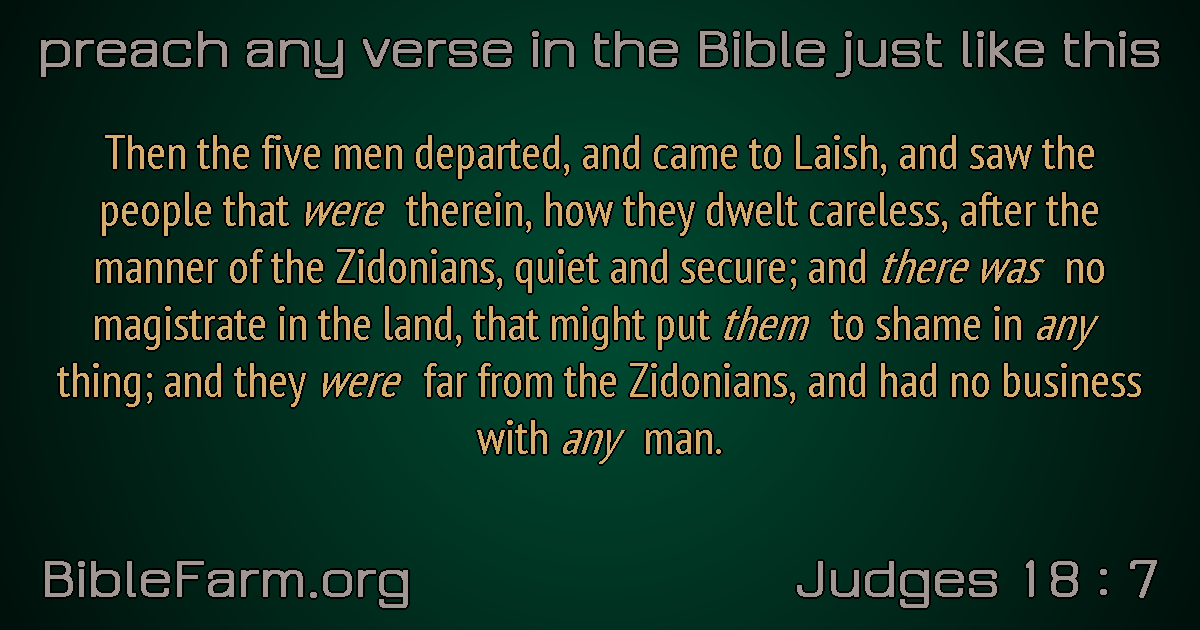 preach any verse in the Bible just like this
Then the five men departed, and came to Laish, and saw the
people that were therein, how they dwelt careless, after the
manner of the Zidonians, quiet and secure; and there was no
magistrate in the land, that might put them to shame in any
thing; and they were far from the Zidonians, and had no business
with any man.
BibleFarm.org
Judges 18 : 7